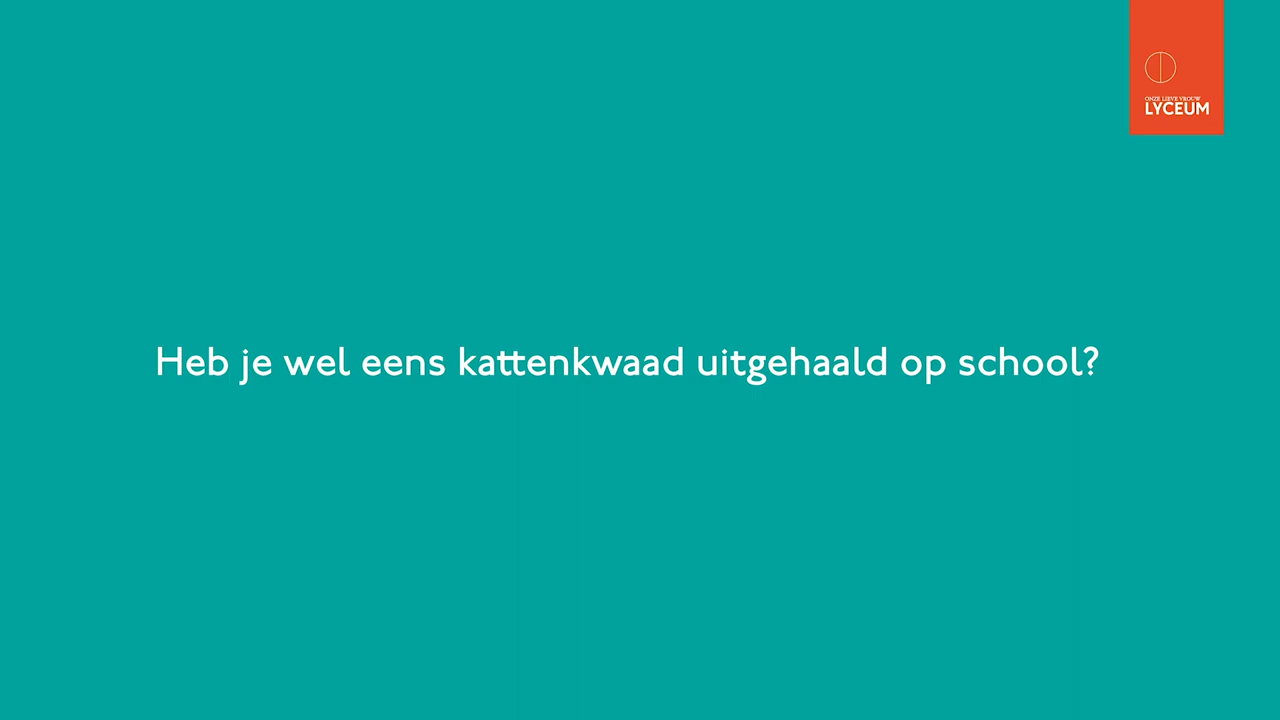 ONZE LIEVE VROUW
LYCEUM
Heb je wel eens kattenkwaad uitgehaald op school?